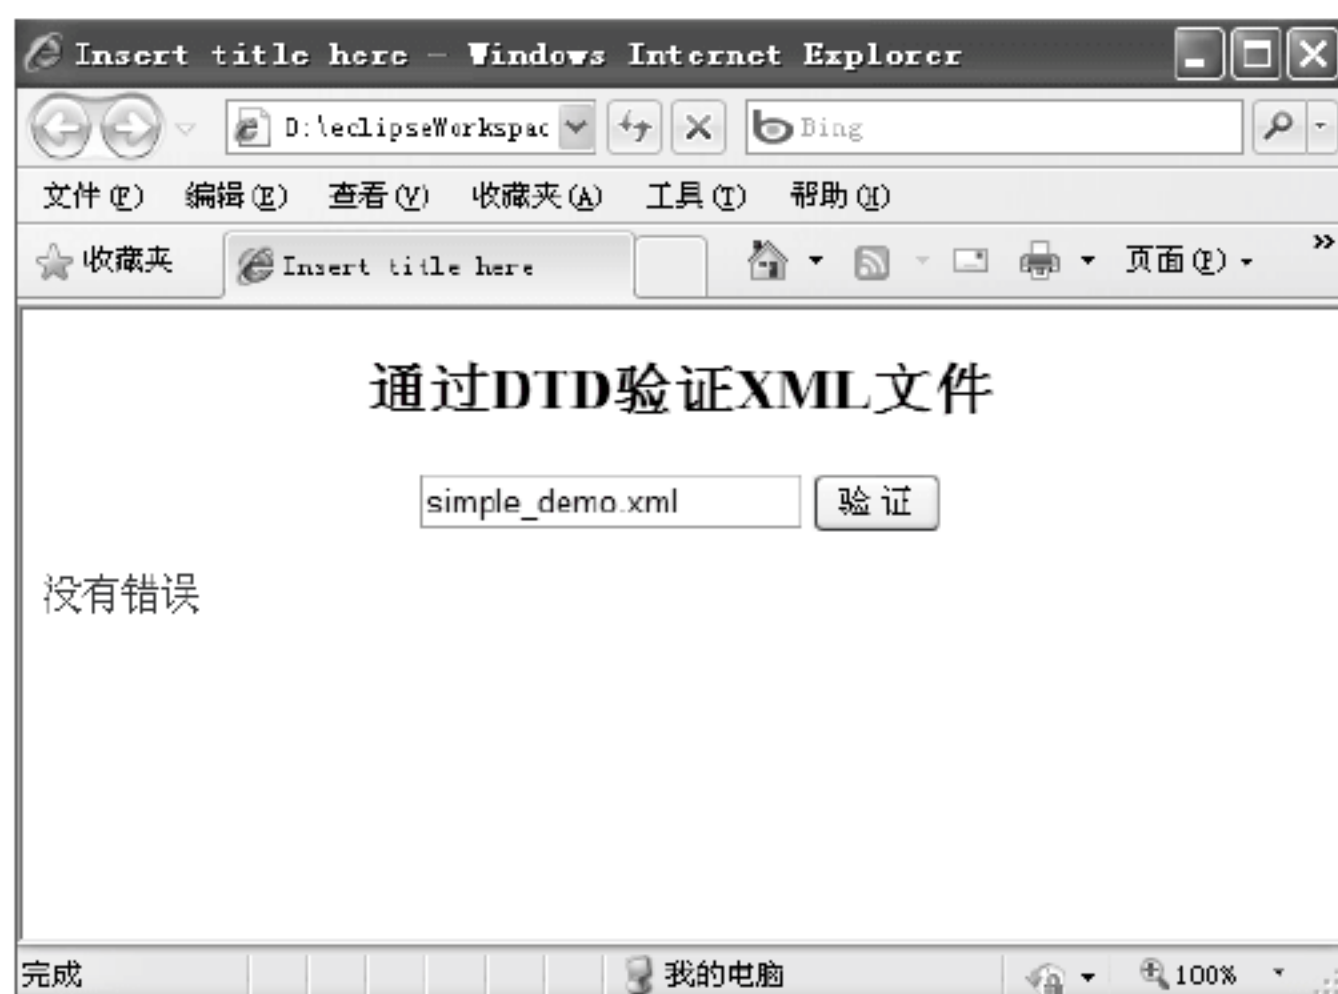 Insert title here - Windows Internet Explorer
D:\eclipseWorkspac Bing
文件(F) 编辑(E) 查看(V) 收藏夹(A) 工具(T) 帮助(H)
收藏夹 Insert title here 页面(P) »
通过DTD验证XML文件
simple_demo.xml 验 证
没有错误
完成 我的电脑 100%